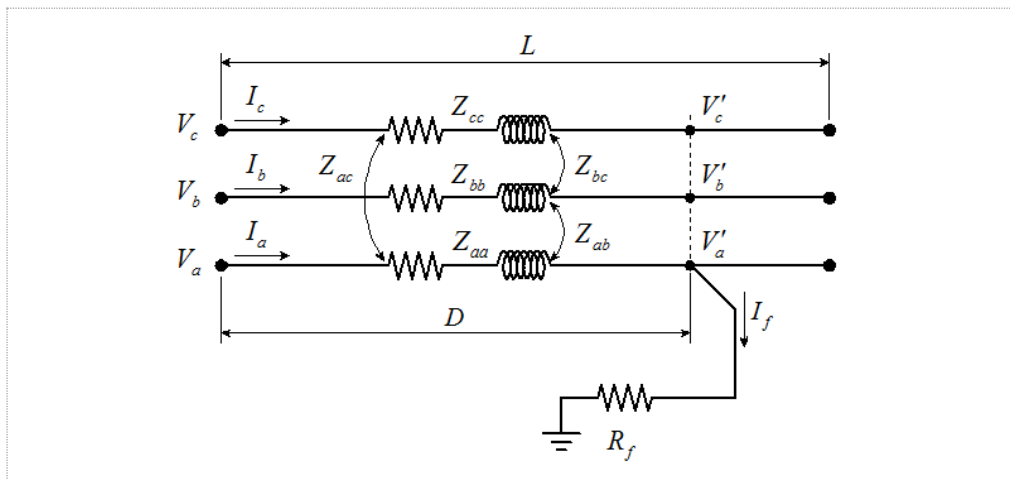 L
I_c
Z_cc
V'_c
V_c
I_b
Z_ac
Z_bb
Z_bc
V'_b
V_b
I_a
Z_aa
Z_ab
V'_a
V_a
D
I_f
R_f